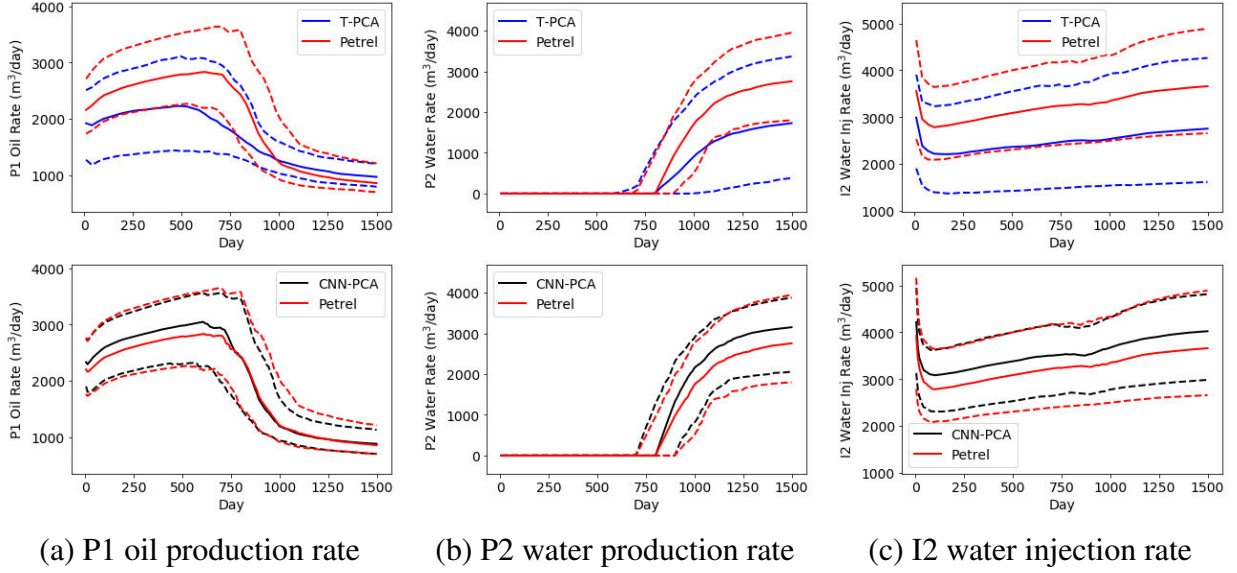 4000
3000
2000
1000
P1 Oil Rate (m³/day)
T-PCA
Petrel
0 250 500 750 1000 1250 1500
Day
4000
3000
2000
1000
0
P2 Water Rate (m³/day)
T-PCA
Petrel
0 250 500 750 1000 1250 1500
Day
5000
4000
3000
2000
1000
I2 Water Inj Rate (m³/day)
T-PCA
Petrel
0 250 500 750 1000 1250 1500
Day
4000
3000
2000
1000
P1 Oil Rate (m³/day)
CNN-PCA
Petrel
0 250 500 750 1000 1250 1500
Day
4000
3000
2000
1000
0
P2 Water Rate (m³/day)
CNN-PCA
Petrel
0 250 500 750 1000 1250 1500
Day
5000
4000
3000
2000
1000
I2 Water Inj Rate (m³/day)
CNN-PCA
Petrel
0 250 500 750 1000 1250 1500
Day
(a) P1 oil production rate
(b) P2 water production rate
(c) I2 water injection rate